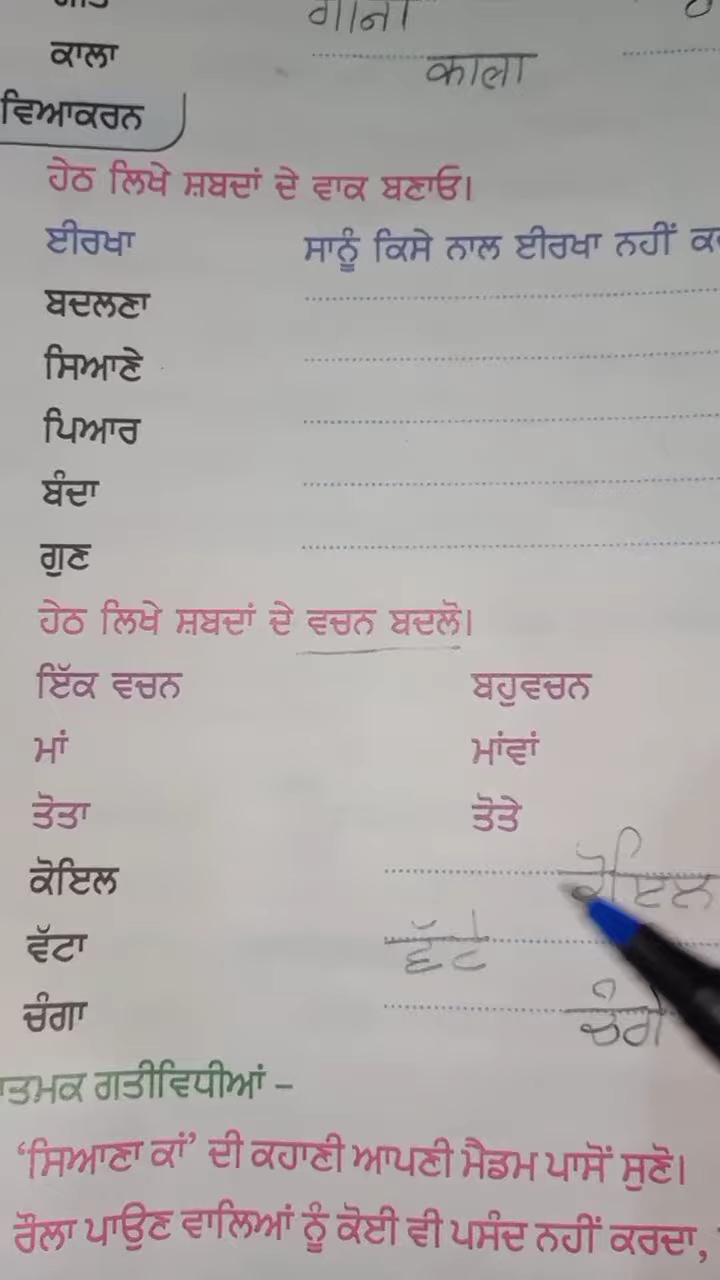 ਕਾਲਾ काला
ਵਿਆਕਰਨ
ਹੇਠ ਲਿਖੇ ਸ਼ਬਦਾਂ ਦੇ ਵਾਕ ਬਣਾਓ।
ਈਰਖਾ ਸਾਨੂੰ ਕਿਸੇ ਨਾਲ ਈਰਖਾ ਨਹੀਂ
ਬਦਲਣਾ
ਸਿਆਣੇ
ਪਿਆਰ
ਬੰਦਾ
ਗੁਣ
ਹੇਠ ਲਿਖੇ ਸ਼ਬਦਾਂ ਦੇ ਵਚਨ ਬਦਲੋ।
ਇੱਕ ਵਚਨ ਬਹੁਵਚਨ
ਮਾਂ ਮਾਂਵਾਂ
ਤੋਤਾ ਤੋਤੇ
ਕੋਇਲ
ਵੱਟਾ ਵੱਟੇ
ਚੰਗਾ ਚੰਗੇ
ਗਤੀਵਿਧੀਆਂ –
‘ਸਿਆਣਾ ਕਾਂ’ ਦੀ ਕਹਾਣੀ ਆਪਣੀ ਮੈਡਮ ਪਾਸੋਂ ਸੁਣੋ।
ਰੌਲਾ ਪਾਉਣ ਵਾਲਿਆਂ ਨੂੰ ਕੋਈ ਵੀ ਪਸੰਦ ਨਹੀਂ ਕਰਦਾ,